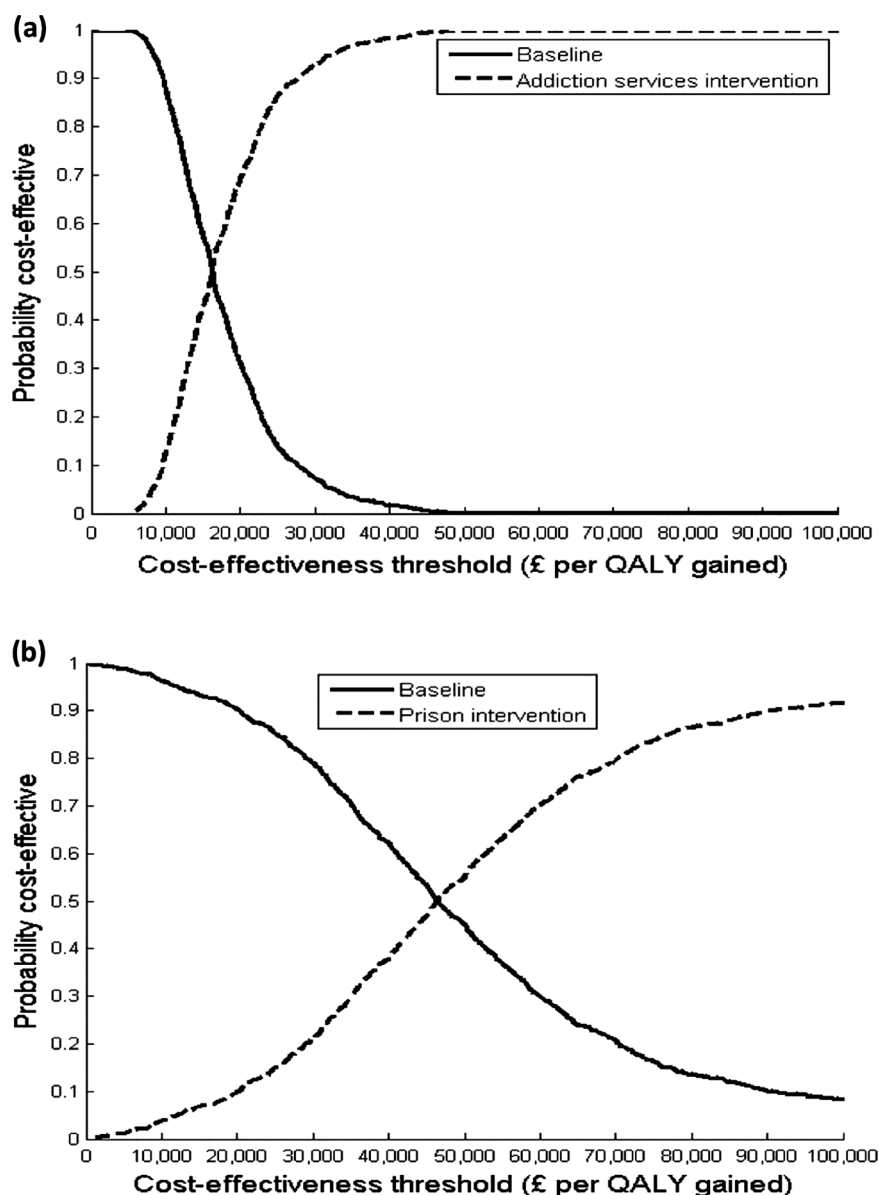 (a)
1
0.9
0.8
0.7
0.6
0.5
0.4
0.3
0.2
0.1
0
Baseline
Addiction services intervention
Probability cost-effective
0 10,000 20,000 30,000 40,000 50,000 60,000 70,000 80,000 90,000 100,000
Cost-effectiveness threshold (£ per QALY gained)
(b)
1
0.9
0.8
0.7
0.6
0.5
0.4
0.3
0.2
0.1
0
Baseline
Prison intervention
Probability cost-effective
0 10,000 20,000 30,000 40,000 50,000 60,000 70,000 80,000 90,000 100,000
Cost-effectiveness threshold (£ per QALY gained)